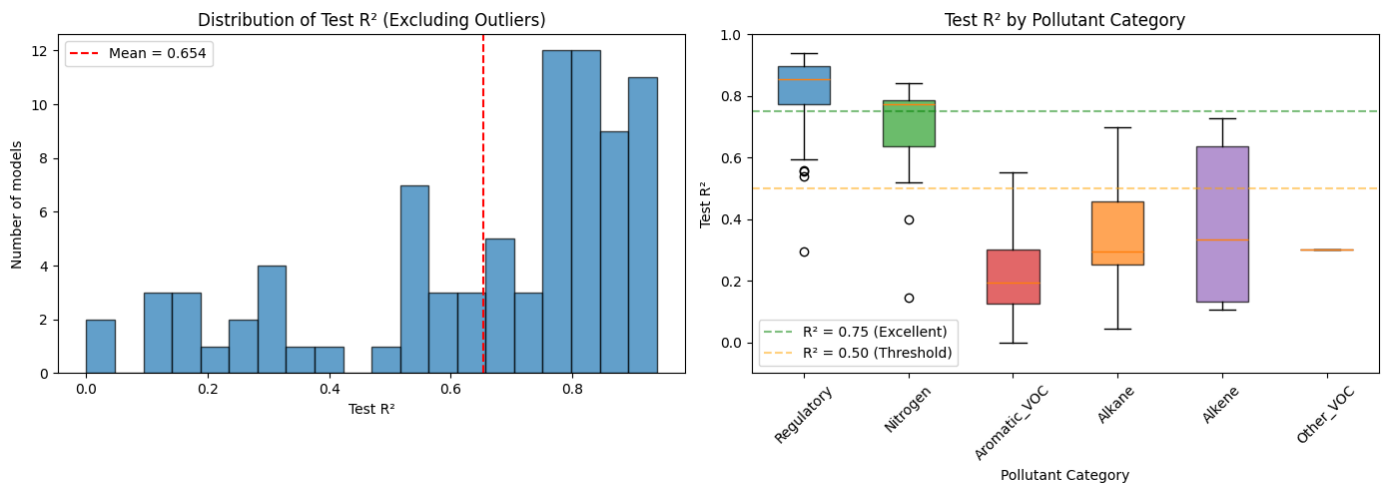 Distribution of Test R² (Excluding Outliers)
Mean = 0.654
12
10
8
6
4
2
0
Number of models
0.0 0.2 0.4 0.6 0.8
Test R²
Test R² by Pollutant Category
1.0
0.8
0.6
0.4
0.2
0.0
Test R²
R² = 0.75 (Excellent)
R² = 0.50 (Threshold)
Regulatory
Nitrogen
Aromatic_VOC
Alkane
Alkene
Other_VOC
Pollutant Category